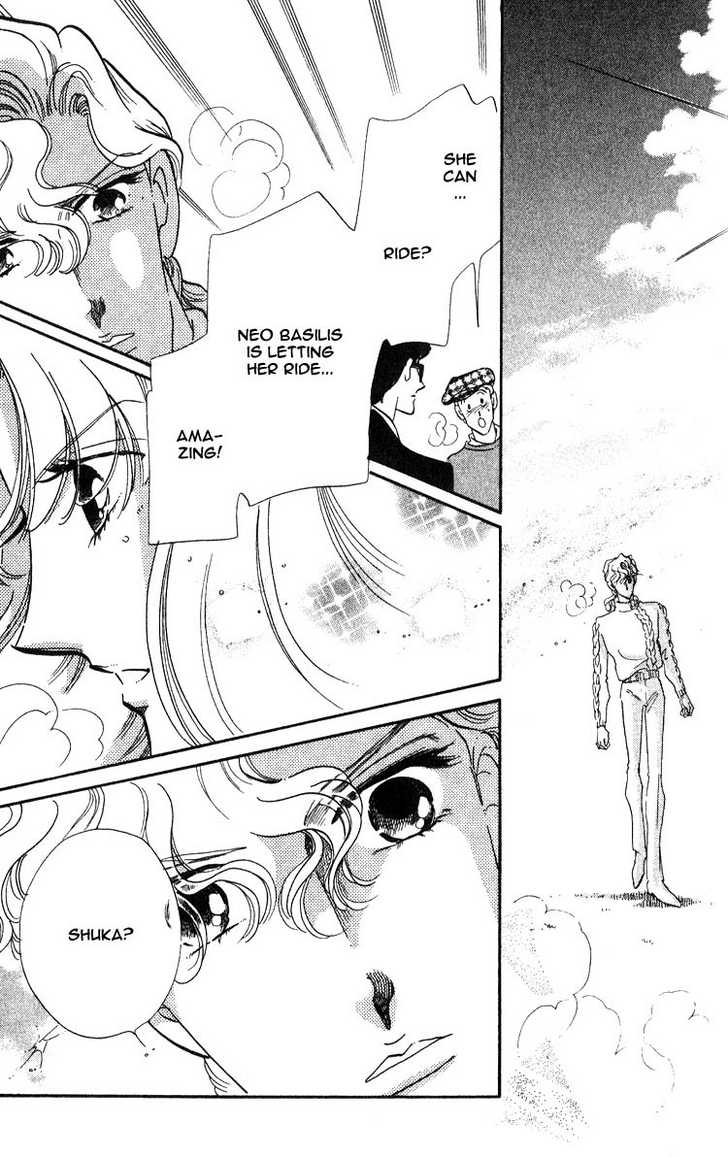 SHE
CAN
...
RIDE?
NEO BASILIS
IS LETTING
HER RIDE...
AMA-
ZING!
SHUKA?